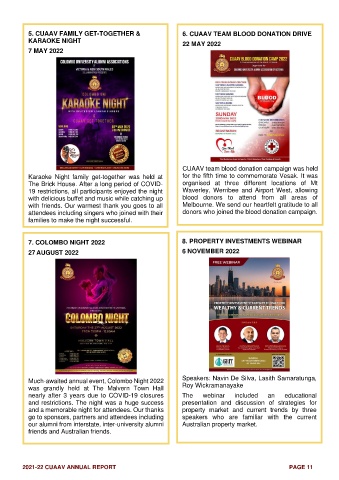 5. CUAAV FAMILY GET-TOGETHER &
KARAOKE NIGHT
7 MAY 2022
COLOMBO UNIVERSITY ALUMNI ASSOCIATIONS
KARAOKE NIGHT
Karaoke Night family get-together was held at
The Brick House. After a long period of COVID-
19 restrictions, all participants enjoyed the night
with delicious buffet and music while catching up
with friends. Our warmest thank you goes to all
attendees including singers who joined with their
families to make the night successful.
6. CUAAV TEAM BLOOD DONATION DRIVE
22 MAY 2022
CUAAV BLOOD DONATION CAMP 2022
BLOOD
SUNDAY
CUAAV team blood donation campaign was held
for the fifth time to commemorate Vesak. It was
organised at three different locations of Mt
Waverley, Werribee and Airport West, allowing
blood donors to attend from all areas of
Melbourne. We send our heartfelt gratitude to all
donors who joined the blood donation campaign.
7. COLOMBO NIGHT 2022
27 AUGUST 2022
COLOMBO NIGHT
Much-awaited annual event, Colombo Night 2022
was grandly held at The Malvern Town Hall
nearly after 3 years due to COVID-19 closures
and restrictions. The night was a huge success
and a memorable night for attendees. Our thanks
go to sponsors, partners and attendees including
our alumni from interstate, inter-university alumni
friends and Australian friends.
8. PROPERTY INVESTMENTS WEBINAR
6 NOVEMBER 2022
FREE WEBINAR
WEALTHY & CURRENT TRENDS
Speakers: Navin De Silva, Lasith Samaratunga,
Roy Wickramanayake
The webinar included an educational
presentation and discussion of strategies for
property market and current trends by three
speakers who are familiar with the current
Australian property market.
2021-22 CUAAV ANNUAL REPORT PAGE 11